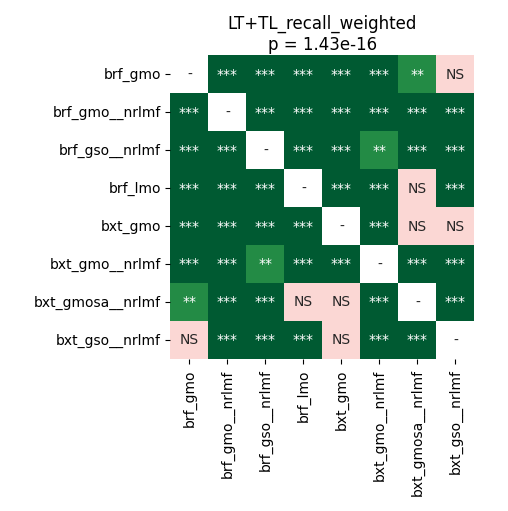 LT+TL_recall_weighted
p = 1.43e-16
brf_gmo - *** *** *** *** *** ** NS
brf_gmo__nrlmf *** - *** *** *** *** *** ***
brf_gso__nrlmf *** *** - *** *** ** *** ***
brf_lmo *** *** *** - *** *** NS ***
bxt_gmo *** *** *** *** - *** NS NS
bxt_gmo__nrlmf *** *** ** *** *** - *** ***
bxt_gmosa__nrlmf ** *** *** NS NS *** - ***
bxt_gso__nrlmf NS *** *** *** NS *** *** -
brf_gmo
brf_gmo__nrlmf
brf_gso__nrlmf
brf_lmo
bxt_gmo
bxt_gmo__nrlmf
bxt_gmosa__nrlmf
bxt_gso__nrlmf